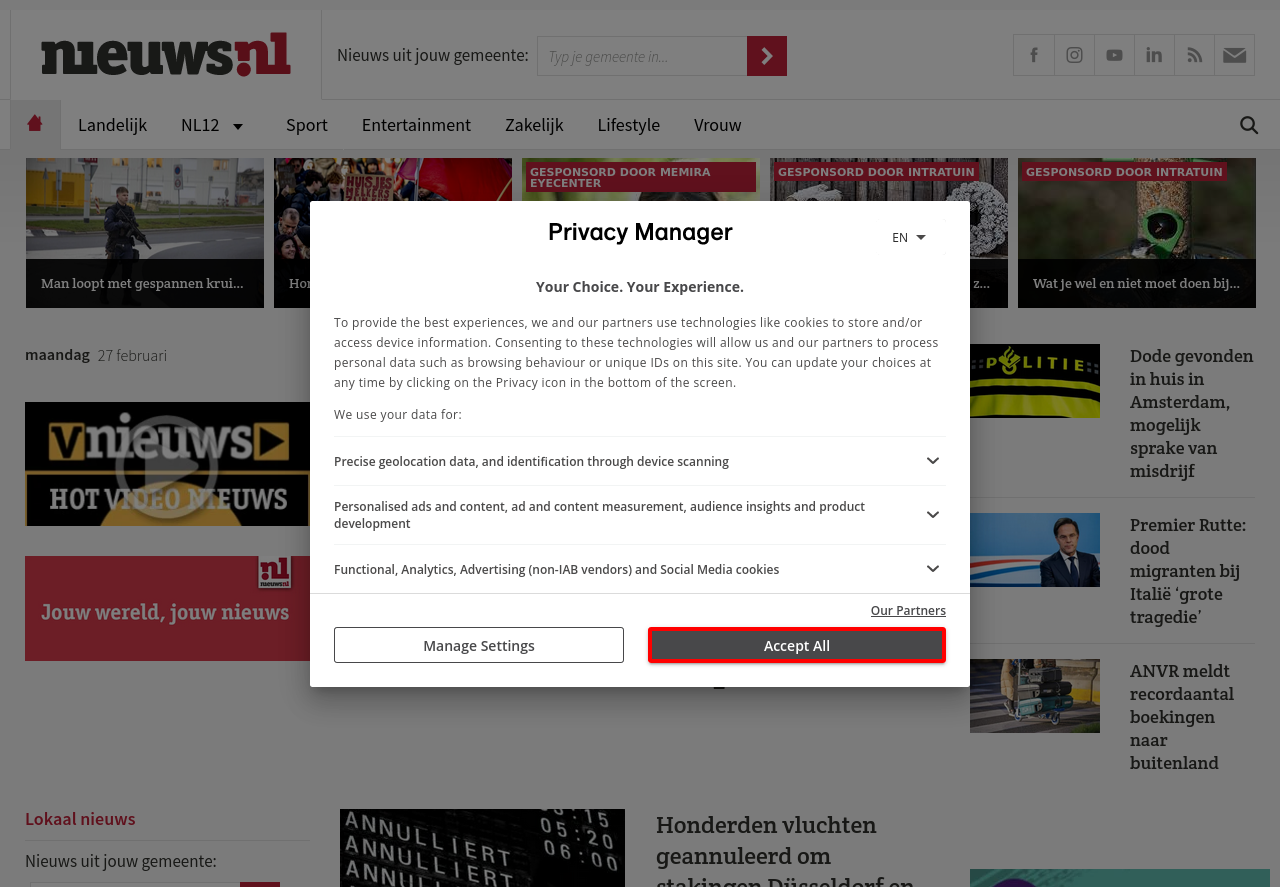 nieuws.nl
Nieuws uit jouw gemeente:
Typ je gemeente in...
Landelijk
NL12
Sport
Entertainment
Zakelijk
Lifestyle
Vrouw
GESPONSORD DOOR MEMIRA
EYECENTER
GESPONSORD DOOR INTRATUIN
GESPONSORD DOOR INTRATUIN
HUISJES
MELKERS
Man loopt met gespannen krui...
Wat je wel en niet moet doen bij...
Privacy Manager
EN
Your Choice. Your Experience.
To provide the best experiences, we and our partners use technologies like cookies to store and/or
access device information. Consenting to these technologies will allow us and our partners to process
personal data such as browsing behaviour or unique IDs on this site. You can update your choices at
any time by clicking on the Privacy icon in the bottom of the screen.
We use your data for:
Precise geolocation data, and identification through device scanning
Personalised ads and content, ad and content measurement, audience insights and product
development
Functional, Analytics, Advertising (non-IAB vendors) and Social Media cookies
Our Partners
Manage Settings
Accept All
maandag 27 februari
vnieuws
HOT VIDEO NIEUWS
nl
Jouw wereld, jouw nieuws
POLITIE
Dode gevonden
in huis in
Amsterdam,
mogelijk
sprake van
misdrijf
Premier Rutte:
dood
migranten bij
Italië ‘grote
tragedie’
ANVR meldt
recordaantal
boekingen
naar
buitenland
Lokaal nieuws
Nieuws uit jouw gemeente:
ANNULLIERT
ANNULLIERT
ANNULLIERT
05:20
06:00
Honderden vluchten
geannuleerd om
stakingen Düsseldorf en